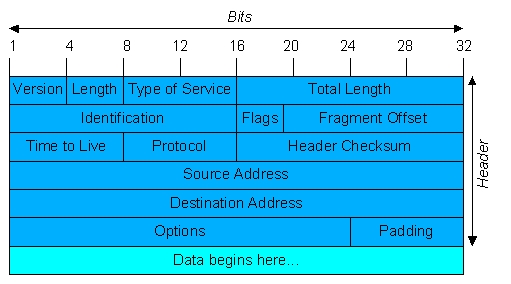 Bits
1 4 8 12 16 20 24 28 32
Version Length Type of Service Total Length
Identification Flags Fragment Offset
Time to Live Protocol Header Checksum
Source Address
Destination Address
Options Padding
Data begins here...
Header